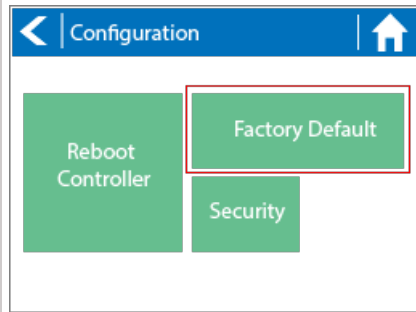 Configuration
Reboot
Controller
Factory Default
Security